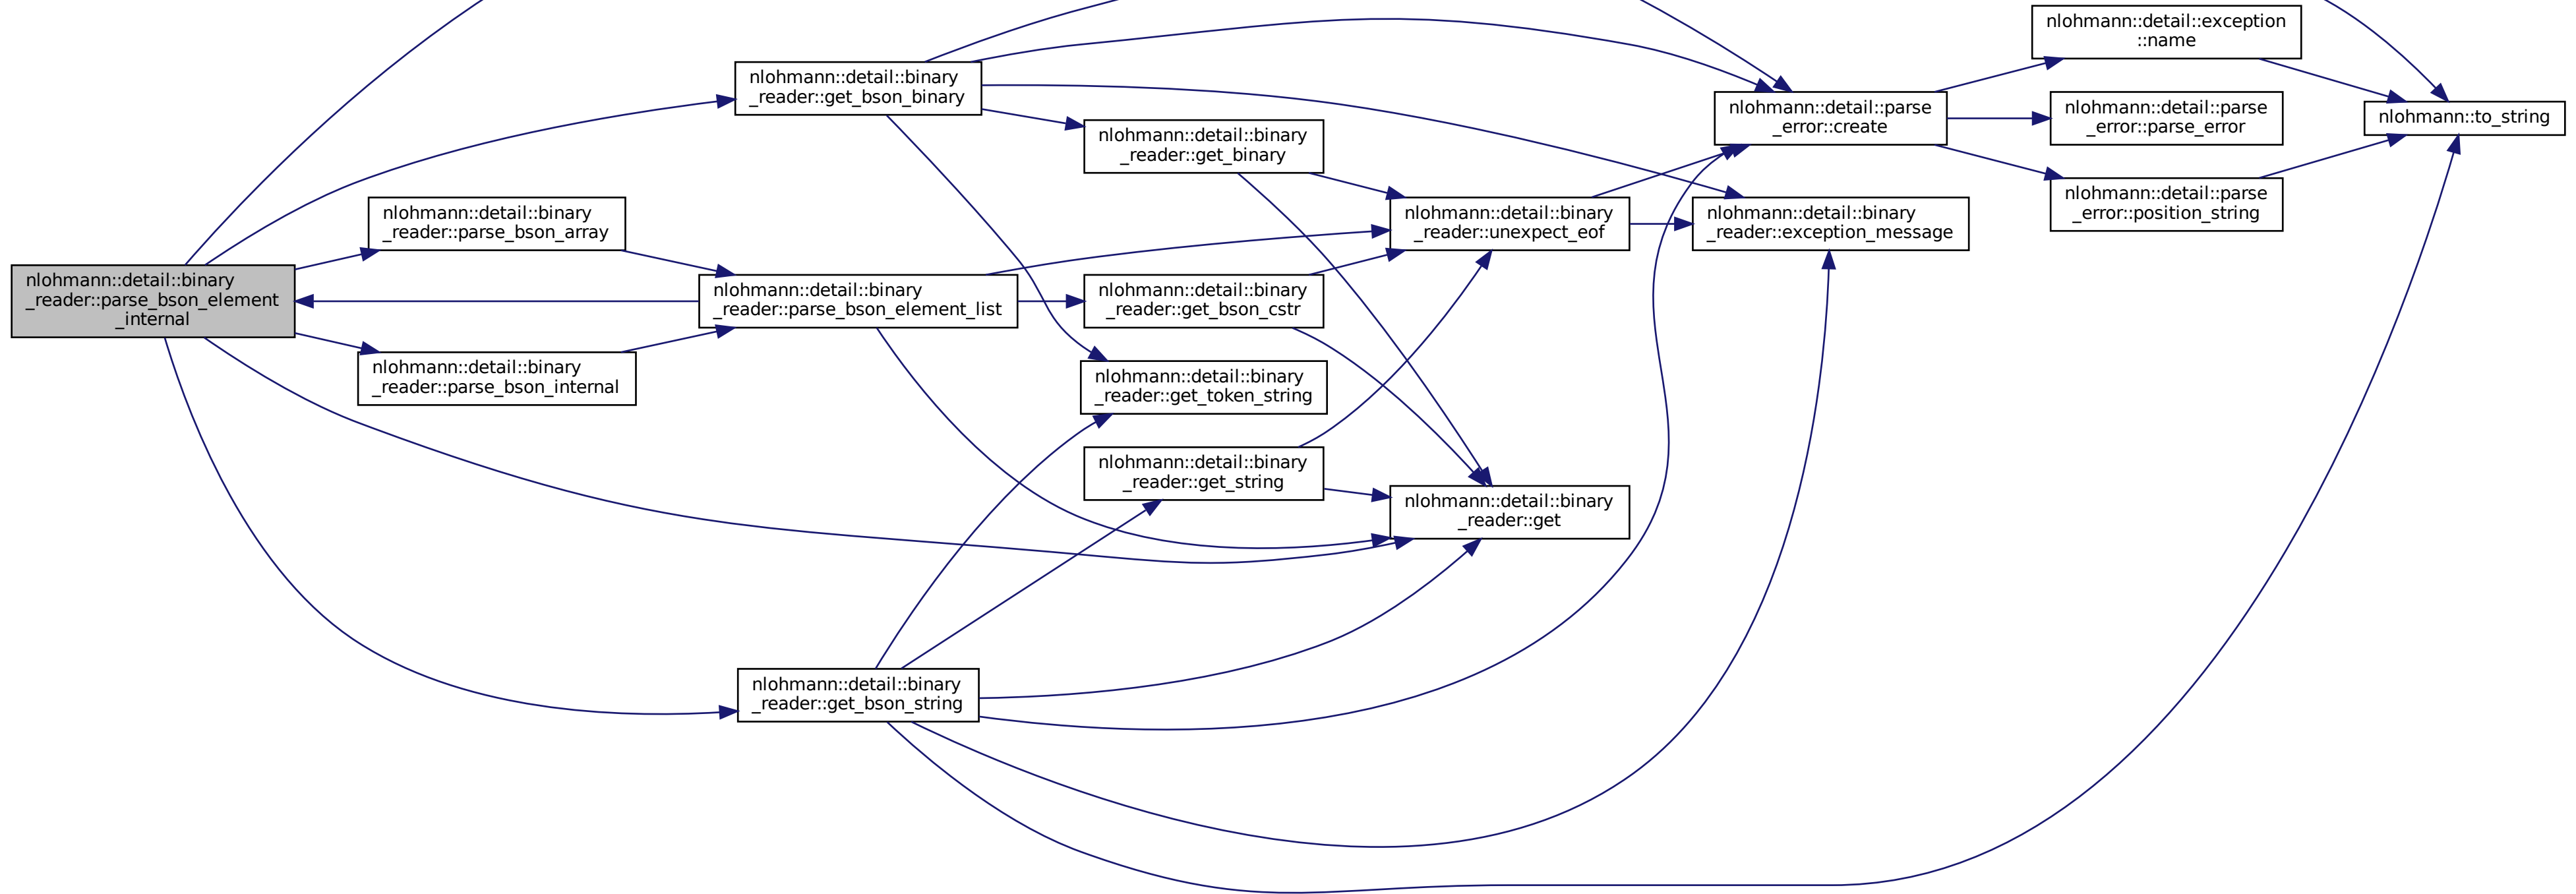 nlohmann::detail::binary
_reader::parse_bson_element
_internal
nlohmann::detail::binary
_reader::parse_bson_array
nlohmann::detail::binary
_reader::parse_bson_internal
nlohmann::detail::binary
_reader::get_bson_binary
nlohmann::detail::binary
_reader::parse_bson_element_list
nlohmann::detail::binary
_reader::get_bson_string
nlohmann::detail::binary
_reader::get_binary
nlohmann::detail::binary
_reader::get_bson_cstr
nlohmann::detail::binary
_reader::get_token_string
nlohmann::detail::binary
_reader::get_string
nlohmann::detail::binary
_reader::unexpect_eof
nlohmann::detail::binary
_reader::get
nlohmann::detail::parse
_error::create
nlohmann::detail::binary
_reader::exception_message
nlohmann::detail::exception
::name
nlohmann::detail::parse
_error::parse_error
nlohmann::detail::parse
_error::position_string
nlohmann::to_string